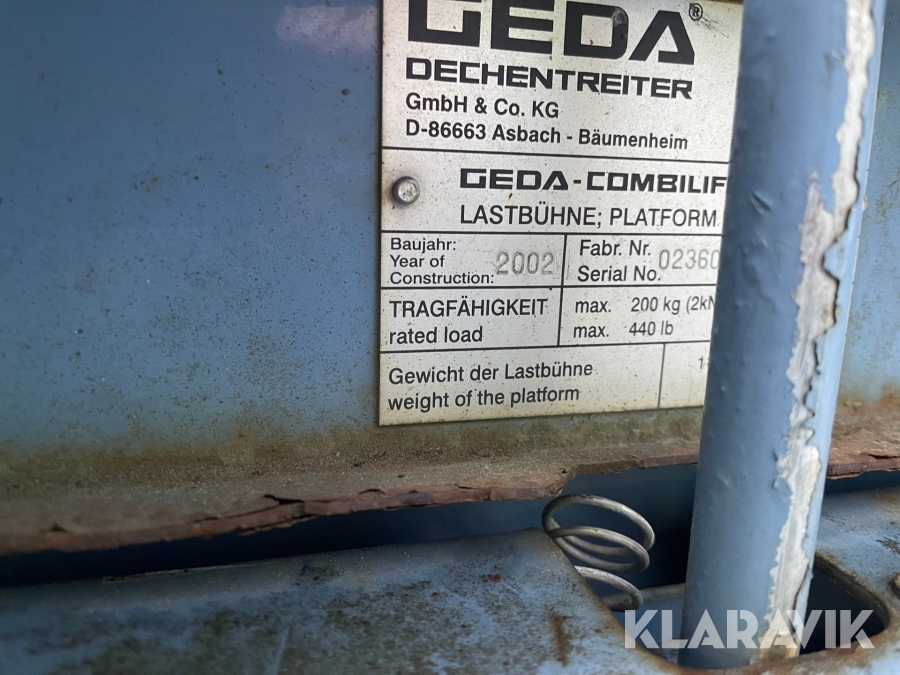 GEDA®
DECHENTREITER
GmbH & Co. KG
D-86663 Asbach - Bäumenheim
GEDA-COMBILIF
LASTBÜHNE; PLATFORM
Baujahr:
Year of
Construction: 2002
Fabr. Nr.
Serial No. 02360
TRAGFÄHIGKEIT
rated load
max. 200 kg (2kN
max. 440 lb
Gewicht der Lastbühne
weight of the platform
KLARAVIK